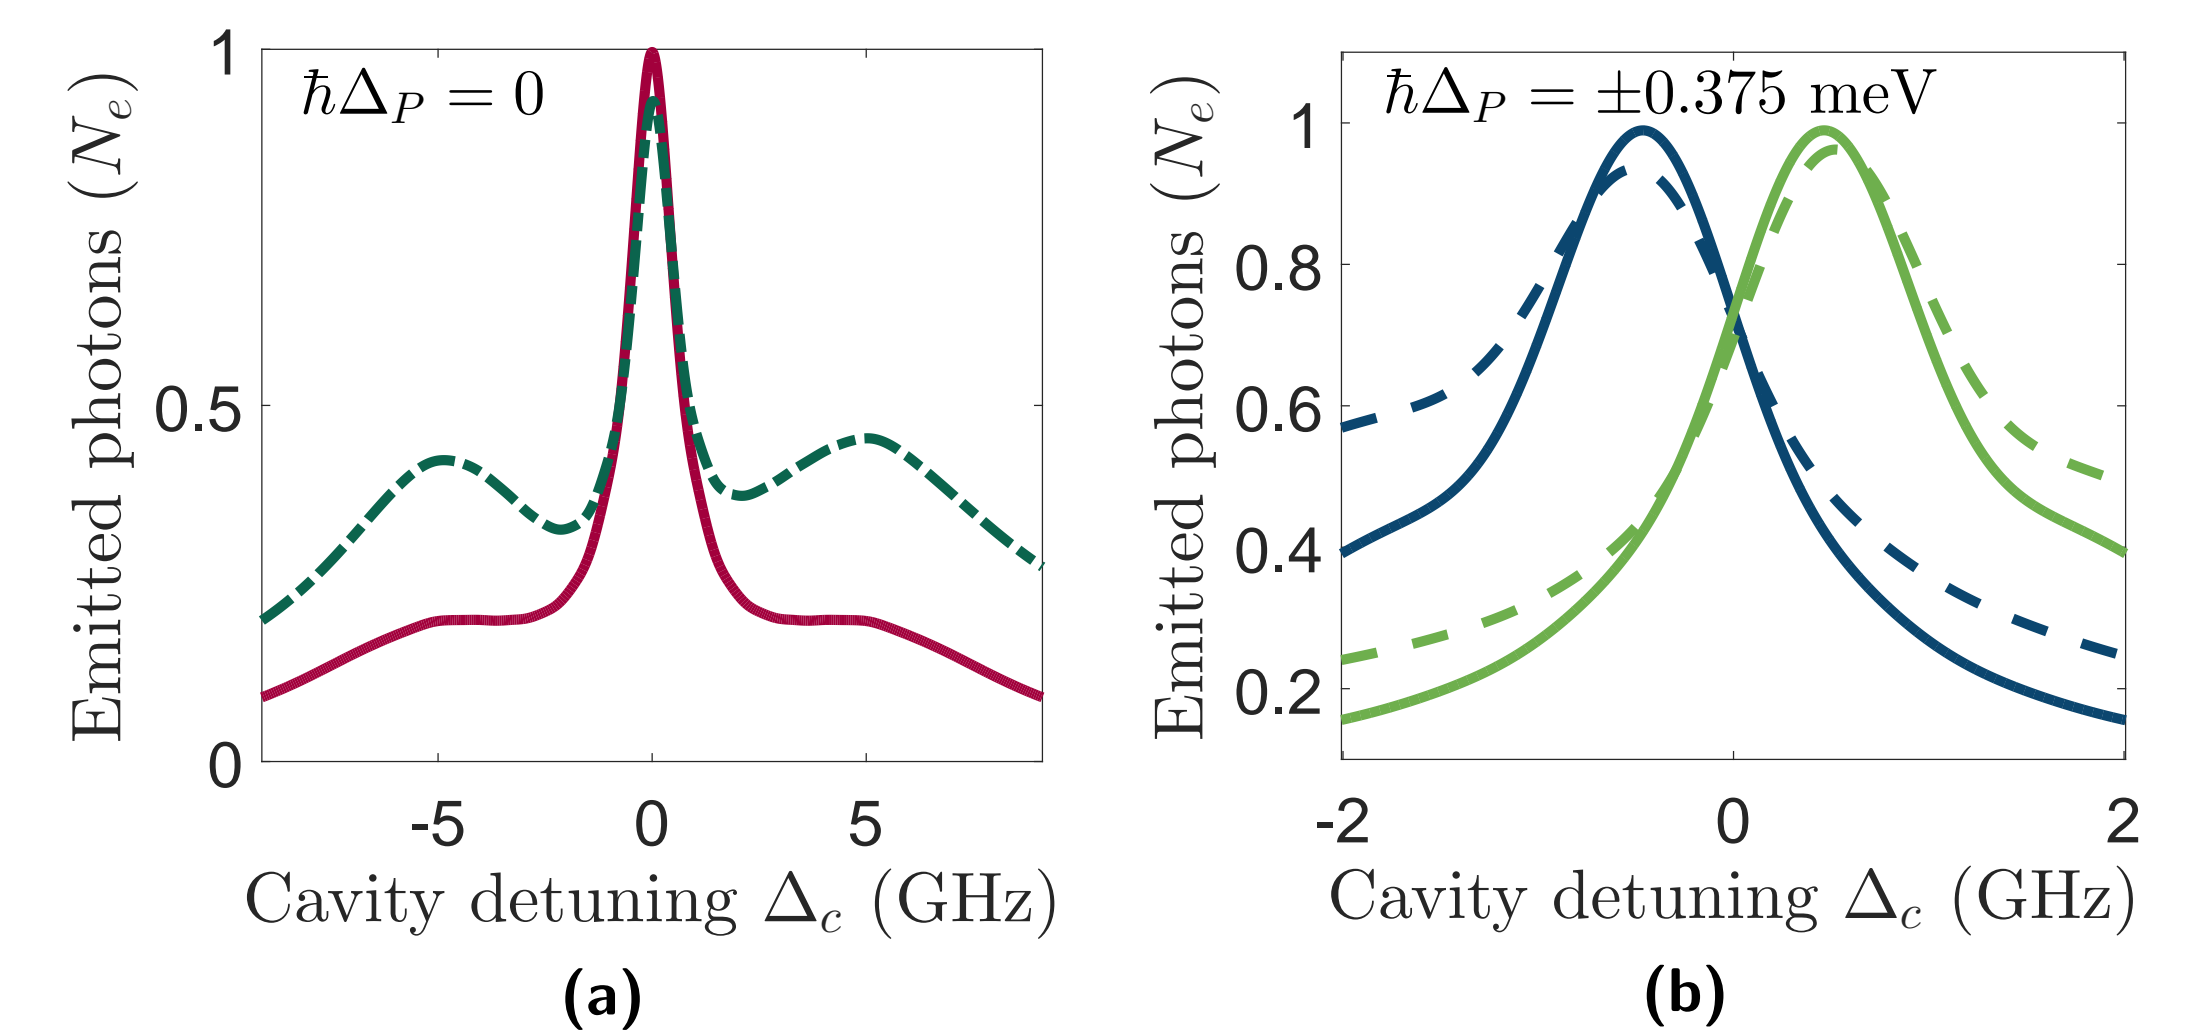 ħΔ_P = 0
Emitted photons (N_e)
1
0.5
0
-5 0 5
Cavity detuning Δ_c (GHz)
(a)
ħΔ_P = ±0.375 meV
Emitted photons (N_e)
1
0.8
0.6
0.4
0.2
-2 0 2
Cavity detuning Δ_c (GHz)
(b)